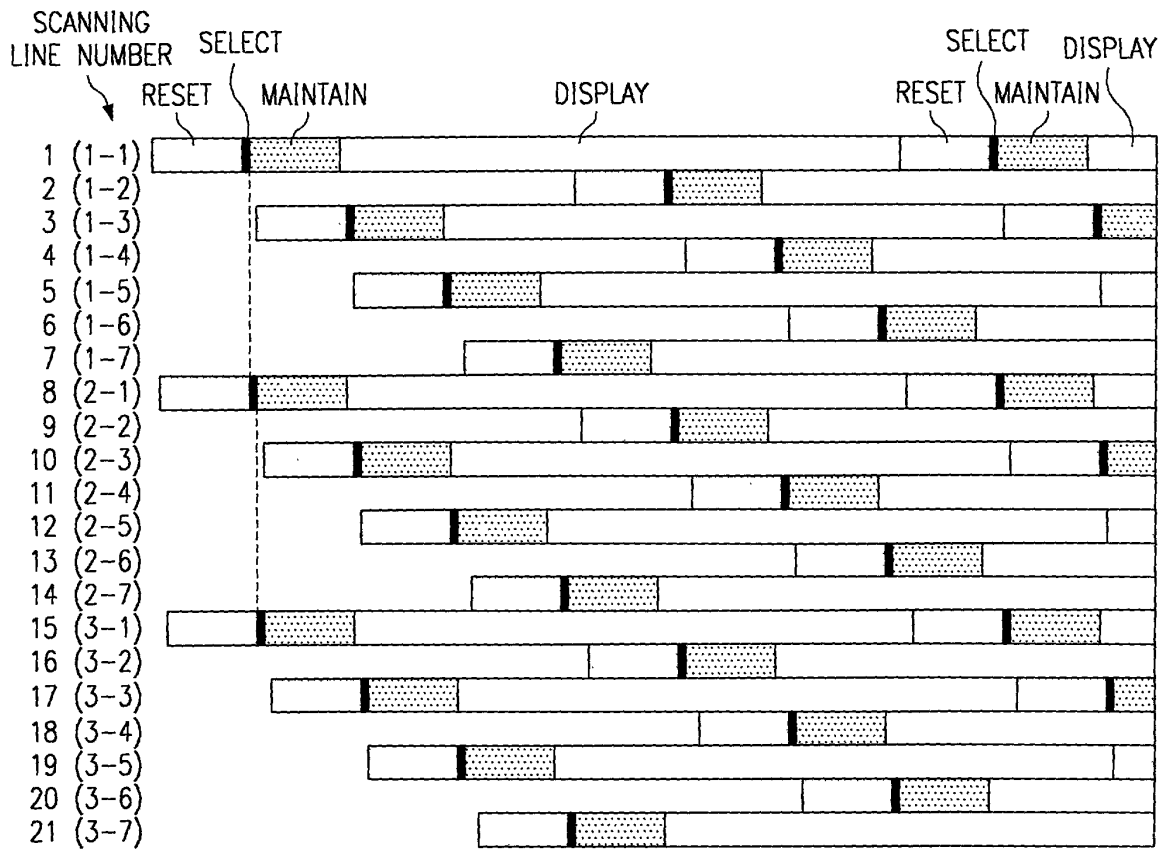 SCANNING
LINE NUMBER
SELECT
SELECT
DISPLAY
RESET
MAINTAIN
DISPLAY
RESET
MAINTAIN
1 (1-1)
2 (1-2)
3 (1-3)
4 (1-4)
5 (1-5)
6 (1-6)
7 (1-7)
8 (2-1)
9 (2-2)
10 (2-3)
11 (2-4)
12 (2-5)
13 (2-6)
14 (2-7)
15 (3-1)
16 (3-2)
17 (3-3)
18 (3-4)
19 (3-5)
20 (3-6)
21 (3-7)